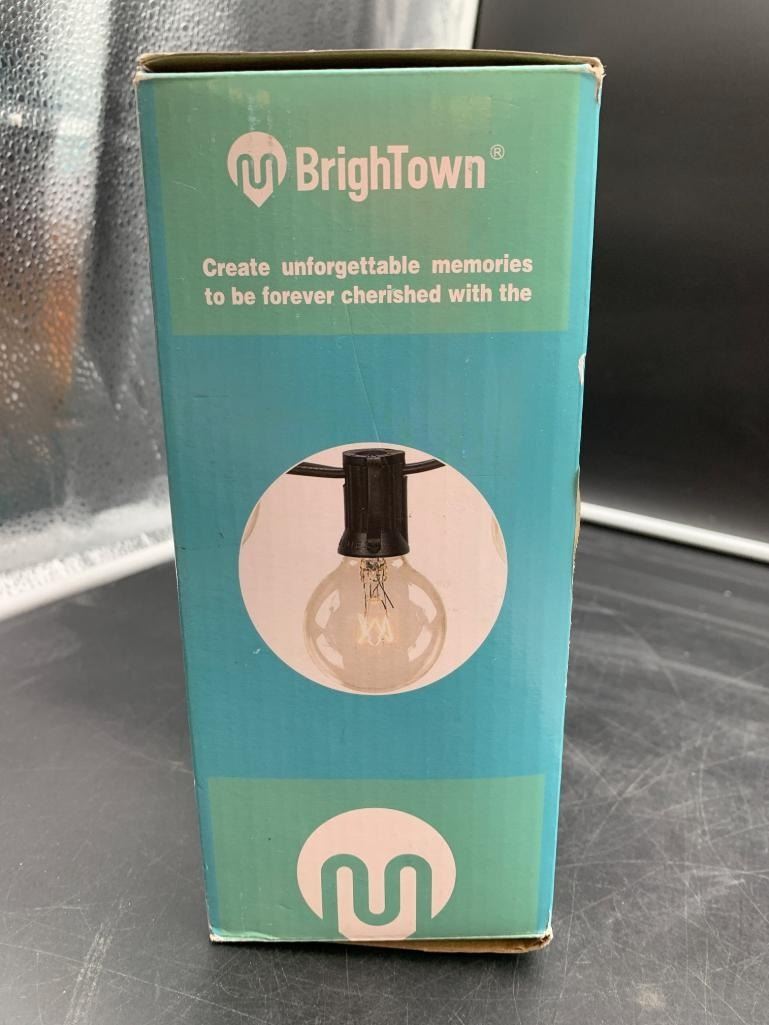 BrighTown®
Create unforgettable memories
to be forever cherished with the